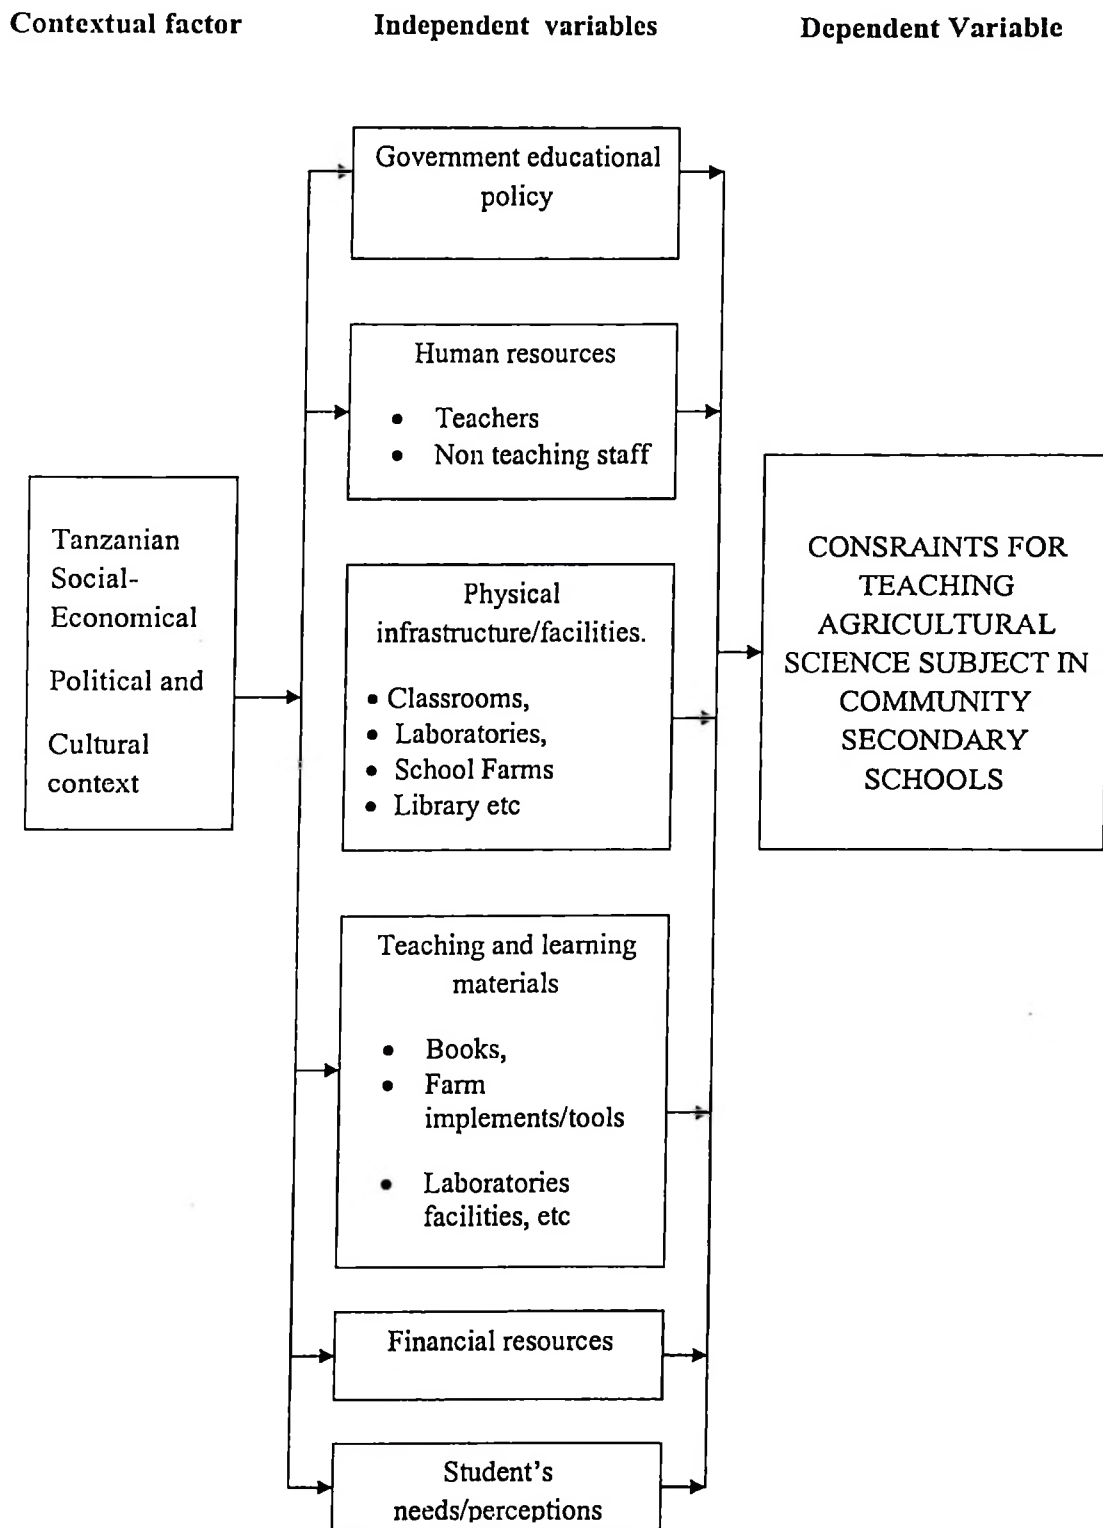 Contextual factor
Independent variables
Dependent Variable
Government educational
policy
Human resources
• Teachers
• Non teaching staff
Tanzanian
Social-
Economical
Political and
Cultural
context
Physical
infrastructure/facilities.
• Classrooms,
• Laboratories,
• School Farms
• Library etc
CONSRAINTS FOR
TEACHING
AGRICULTURAL
SCIENCE SUBJECT IN
COMMUNITY
SECONDARY
SCHOOLS
Teaching and learning
materials
• Books,
• Farm
implements/tools
• Laboratories
facilities, etc
Financial resources
Student's
needs/perceptions